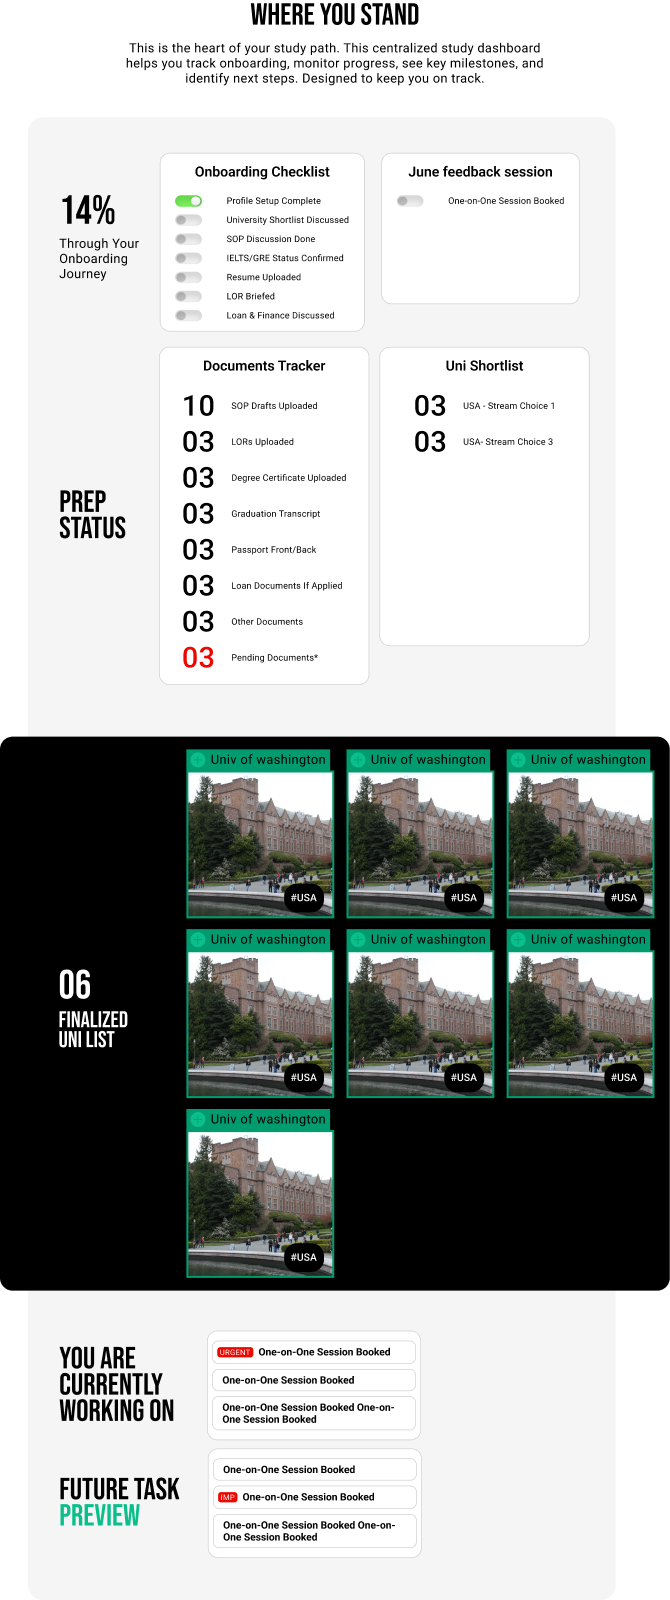 WHERE YOU STAND
This is the heart of your study path. This centralized study dashboard
helps you track onboarding, monitor progress, see key milestones, and
identify next steps. Designed to keep you on track.
14%
Through Your
Onboarding
Journey
Onboarding Checklist
Profile Setup Complete
University Shortlist Discussed
SOP Discussion Done
IELTS/GRE Status Confirmed
Resume Uploaded
LOR Briefed
Loan & Finance Discussed
June feedback session
One-on-One Session Booked
PREP
STATUS
Documents Tracker
10 SOP Drafts Uploaded
03 LORs Uploaded
03 Degree Certificate Uploaded
03 Graduation Transcript
03 Passport Front/Back
03 Loan Documents If Applied
03 Other Documents
03 Pending Documents*
Uni Shortlist
03 USA - Stream Choice 1
03 USA- Stream Choice 3
06
FINALIZED
UNI LIST
Univ of washington
#USA
Univ of washington
#USA
Univ of washington
#USA
Univ of washington
#USA
Univ of washington
#USA
Univ of washington
#USA
Univ of washington
#USA
YOU ARE
CURRENTLY
WORKING ON
URGENT One-on-One Session Booked
One-on-One Session Booked
One-on-One Session Booked One-on-
One Session Booked
FUTURE TASK
PREVIEW
One-on-One Session Booked
IMP One-on-One Session Booked
One-on-One Session Booked One-on-
One Session Booked